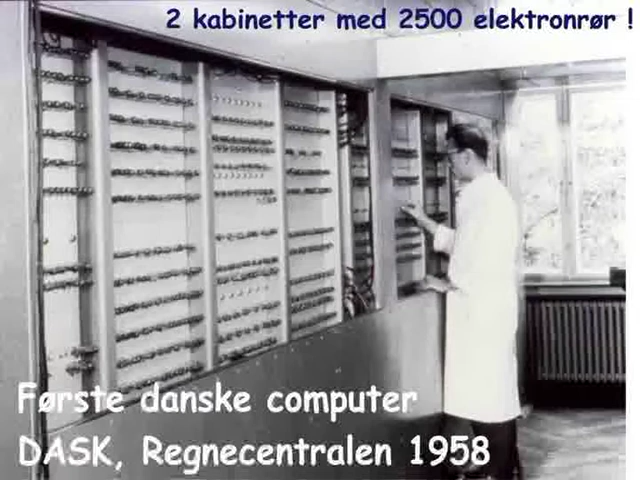 2 kabinetter med 2500 elektronrør !
Første danske computer
DASK, Regnecentralen 1958